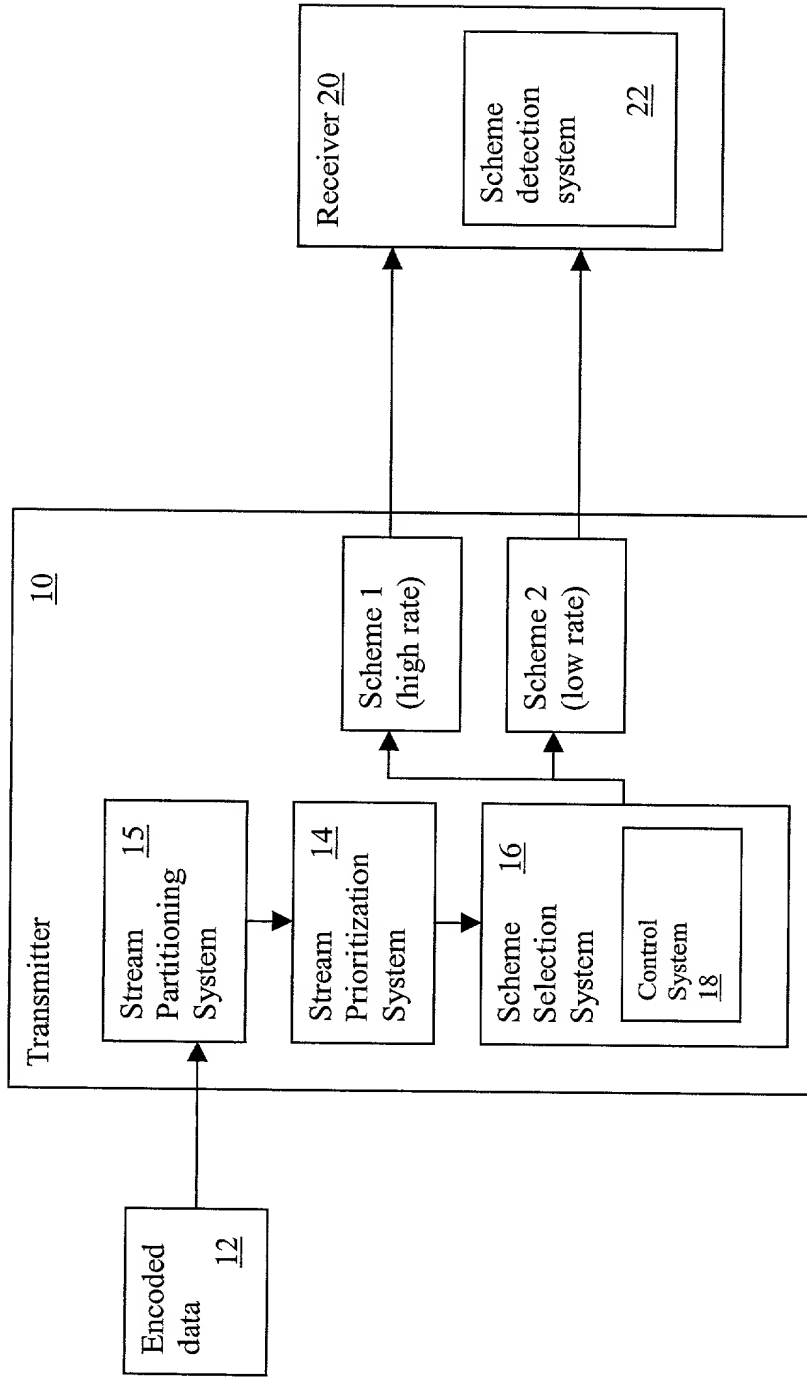 Encoded
data
12
Transmitter
10
Stream
Partitioning
System
15
Stream
Prioritization
System
14
Scheme
Selection
System
16
Control
System
18
Scheme 1
(high rate)
Scheme 2
(low rate)
Receiver 20
Scheme
detection
system
22